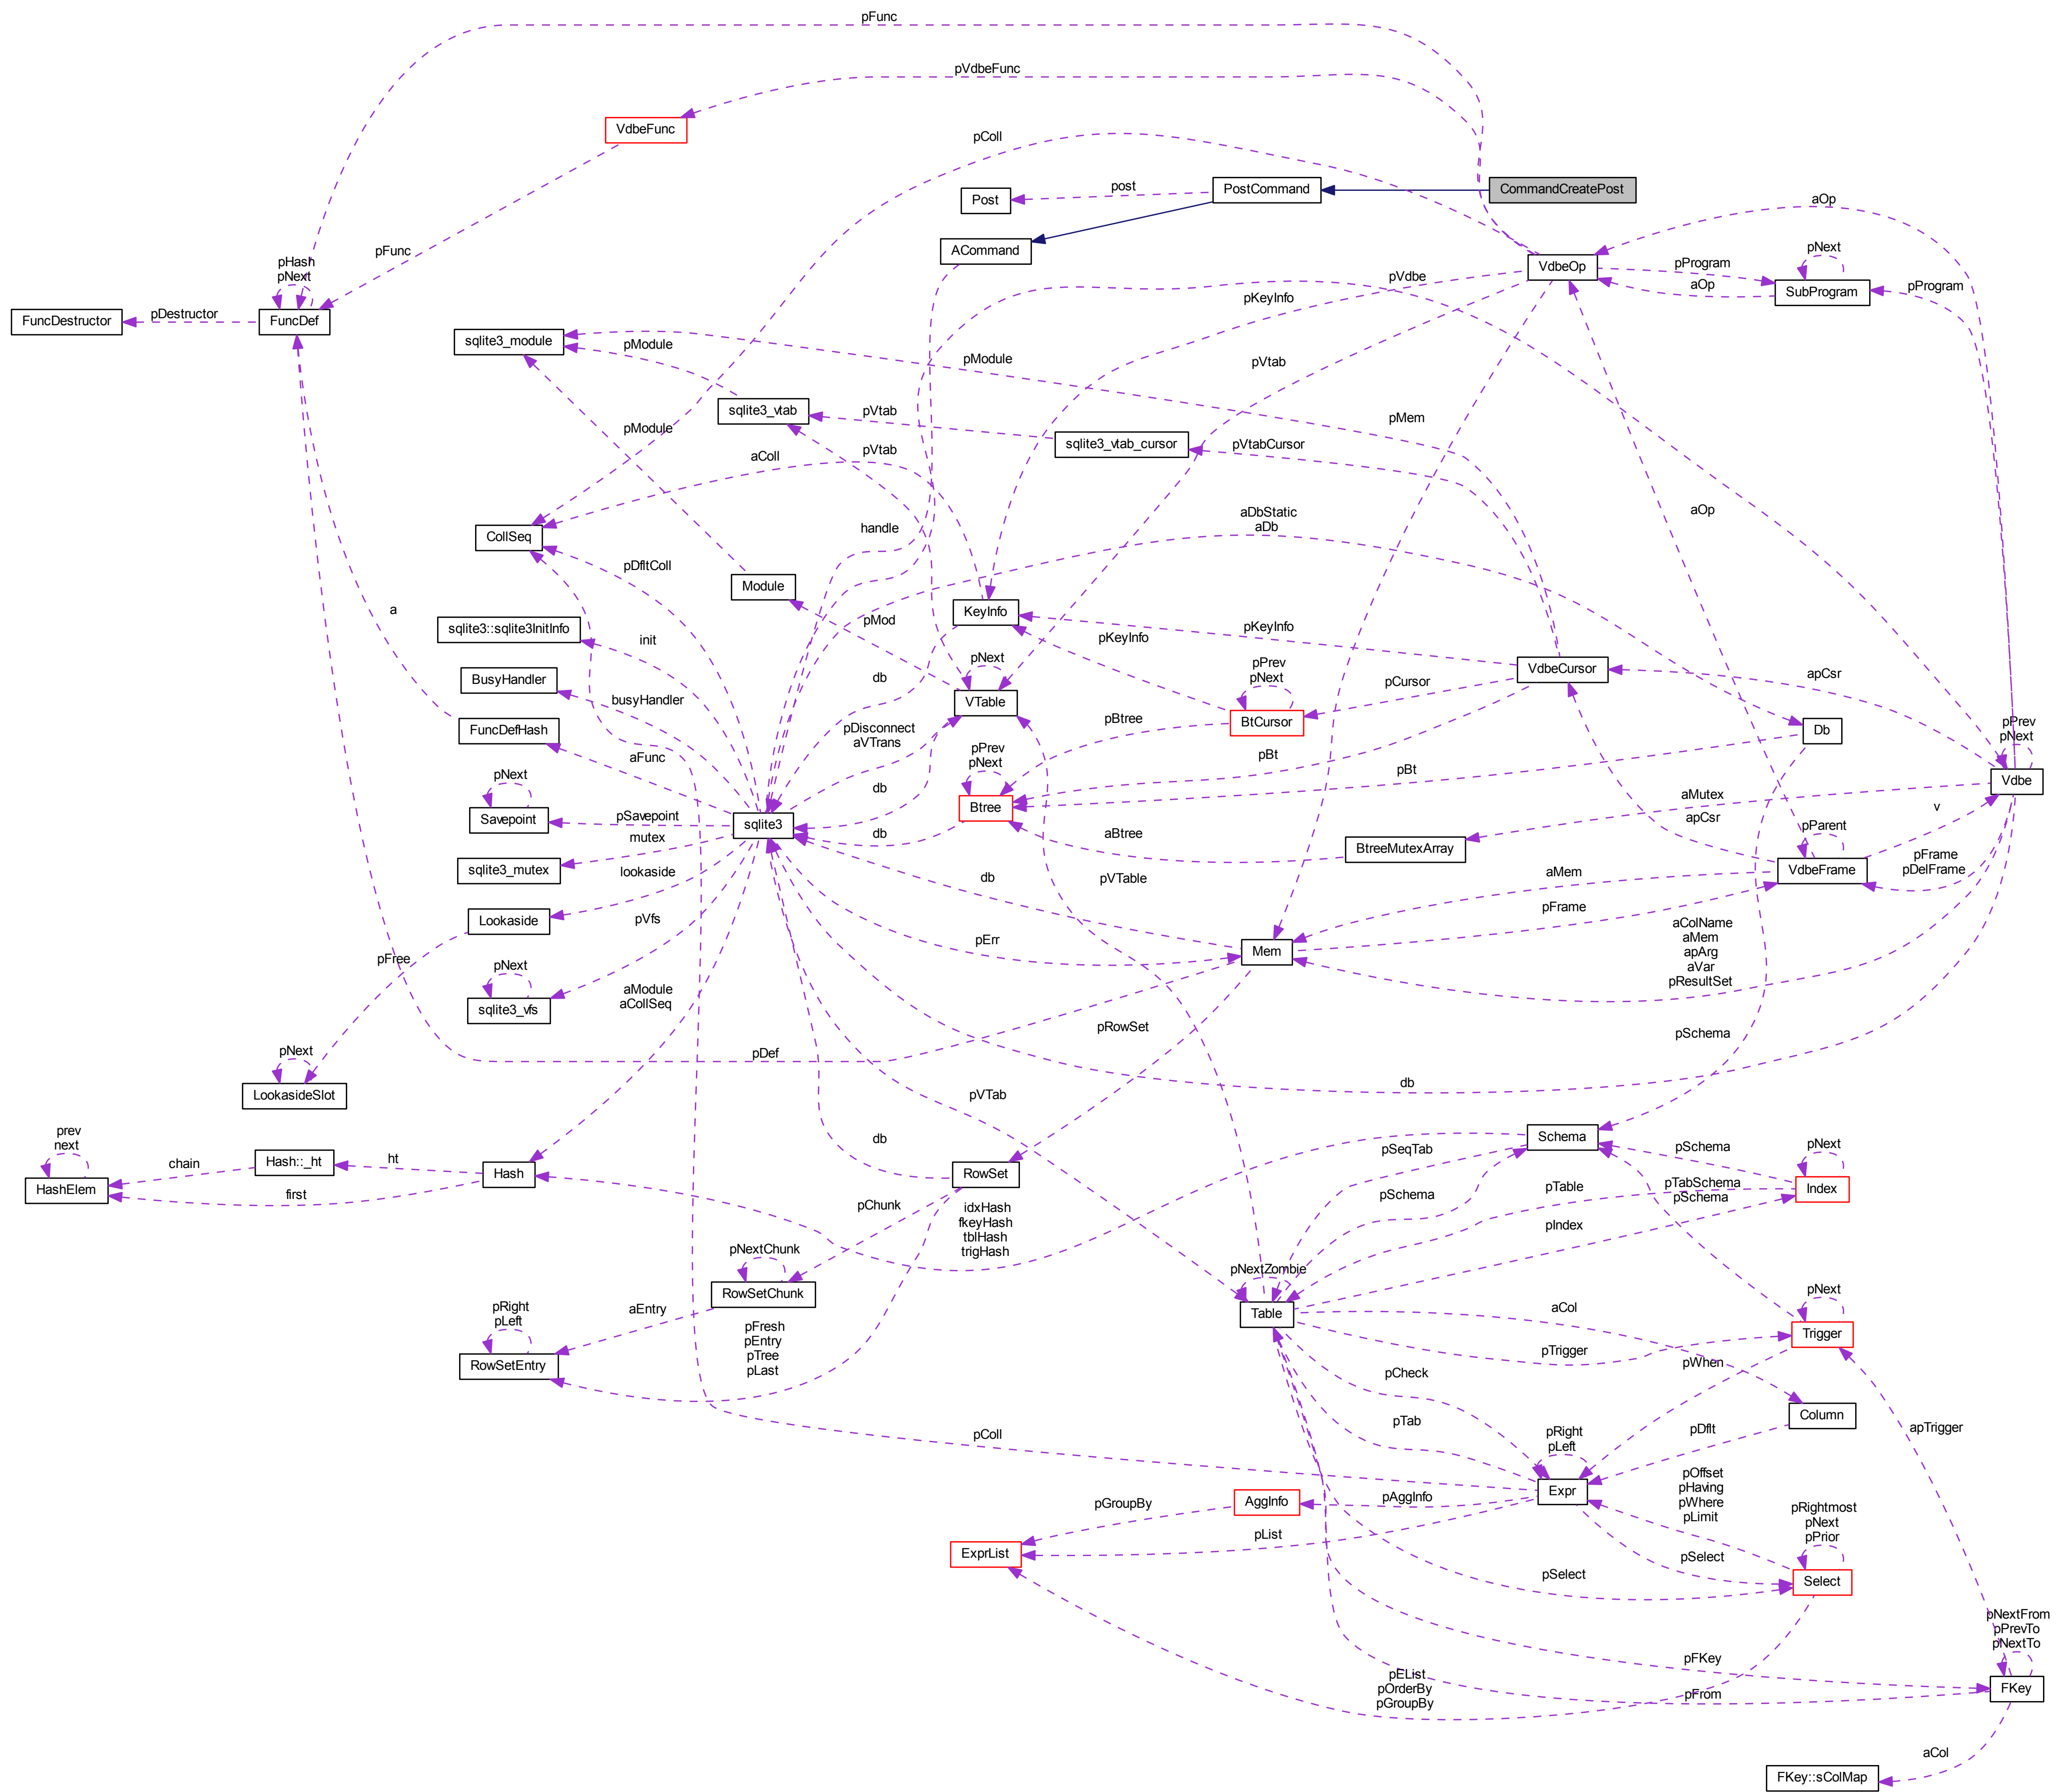 pFunc
pVdbeFunc
VdbeFunc
pColl
post
PostCommand
CommandCreatePost
Post
aOp
ACommand
pNext
pFunc
pHash
pNext
pVdbe
VdbeOp
pProgram
pKeyInfo
aOp
SubProgram
pProgram
FuncDestructor
pDestructor
FuncDef
sqlite3_module
pModule
pModule
pVtab
sqlite3_vtab
pVtab
pMem
pModule
sqlite3_vtab_cursor
pVtabCursor
aColl
pVtab
aOp
aDbStatic
aDb
handle
CollSeq
pDfltColl
Module
a
KeyInfo
sqlite3::sqlite3InitInfo
init
pMod
pKeyInfo
pKeyInfo
pNext
pPrev
pNext
VdbeCursor
apCsr
BusyHandler
db
pCursor
busyHandler
VTable
BtCursor
FuncDefHash
pDisconnect
aVTrans
pBtree
Db
pPrev
pNext
aFunc
pPrev
pNext
pBt
pBt
Vdbe
pNext
db
aMutex
Savepoint
pSavepoint
sqlite3
Btree
apCsr
v
mutex
db
aBtree
BtreeMutexArray
pParent
sqlite3_mutex
lookaside
db
pVTable
aMem
VdbeFrame
pFrame
pDelFrame
Lookaside
pVfs
pErr
pFrame
aColName
aMem
apArg
aVar
pResultSet
pFree
pNext
Mem
sqlite3_vfs
aModule
aCollSeq
pRowSet
pSchema
pNext
pDef
LookasideSlot
pVTab
db
prev
next
chain
Hash::_ht
ht
Hash
db
RowSet
Schema
pSeqTab
pSchema
pNext
HashElem
first
pChunk
idxHash
fkeyHash
tblHash
trigHash
pSchema
pTable
pTabSchema
pSchema
Index
pIndex
pNextChunk
pNextZombie
RowSetChunk
pNext
pRight
pLeft
aEntry
Table
aCol
Trigger
pFresh
pEntry
pTree
pLast
pTrigger
RowSetEntry
pCheck
pWhen
Column
pColl
pTab
pRight
pLeft
pDflt
apTrigger
Expr
pOffset
pHaving
pWhere
pLimit
pGroupBy
AggInfo
pAggInfo
pRightmost
pNext
pPrior
pList
ExprList
pSelect
pSelect
Select
pNextFrom
pPrevTo
pNextTo
pFKey
pEList
pOrderBy
pGroupBy
pFrom
FKey
aCol
FKey::sColMap